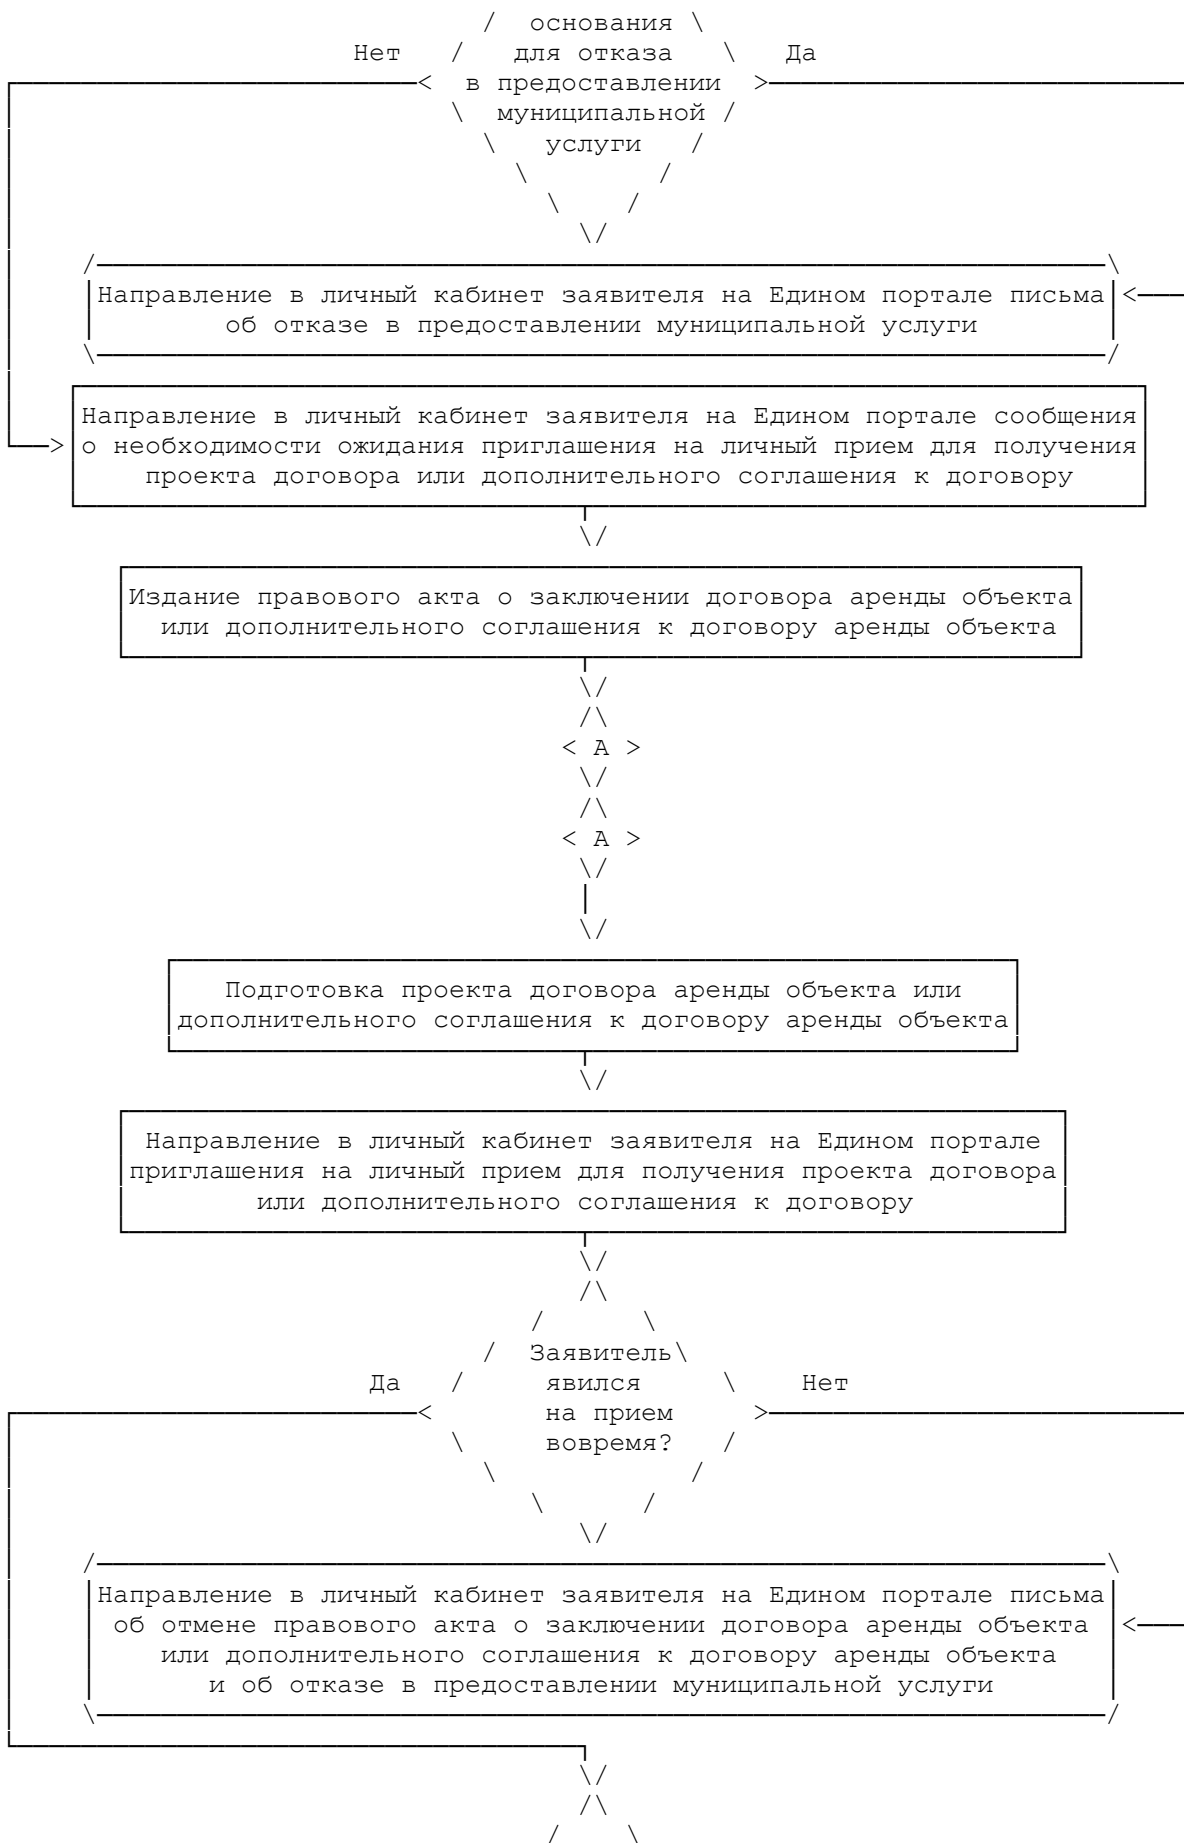 основания
Нет для отказа Да
в предоставлении
муниципальной
услуги
Направление в личный кабинет заявителя на Едином портале письма
об отказе в предоставлении муниципальной услуги
Направление в личный кабинет заявителя на Едином портале сообщения
о необходимости ожидания приглашения на личный прием для получения
проекта договора или дополнительного соглашения к договору
Издание правового акта о заключении договора аренды объекта
или дополнительного соглашения к договору аренды объекта
А
А
Подготовка проекта договора аренды объекта или
дополнительного соглашения к договору аренды объекта
Направление в личный кабинет заявителя на Едином портале
приглашения на личный прием для получения проекта договора
или дополнительного соглашения к договору
Заявитель
Да явился Нет
на прием
вовремя?
Направление в личный кабинет заявителя на Едином портале письма
об отмене правового акта о заключении договора аренды объекта
или дополнительного соглашения к договору аренды объекта
и об отказе в предоставлении муниципальной услуги